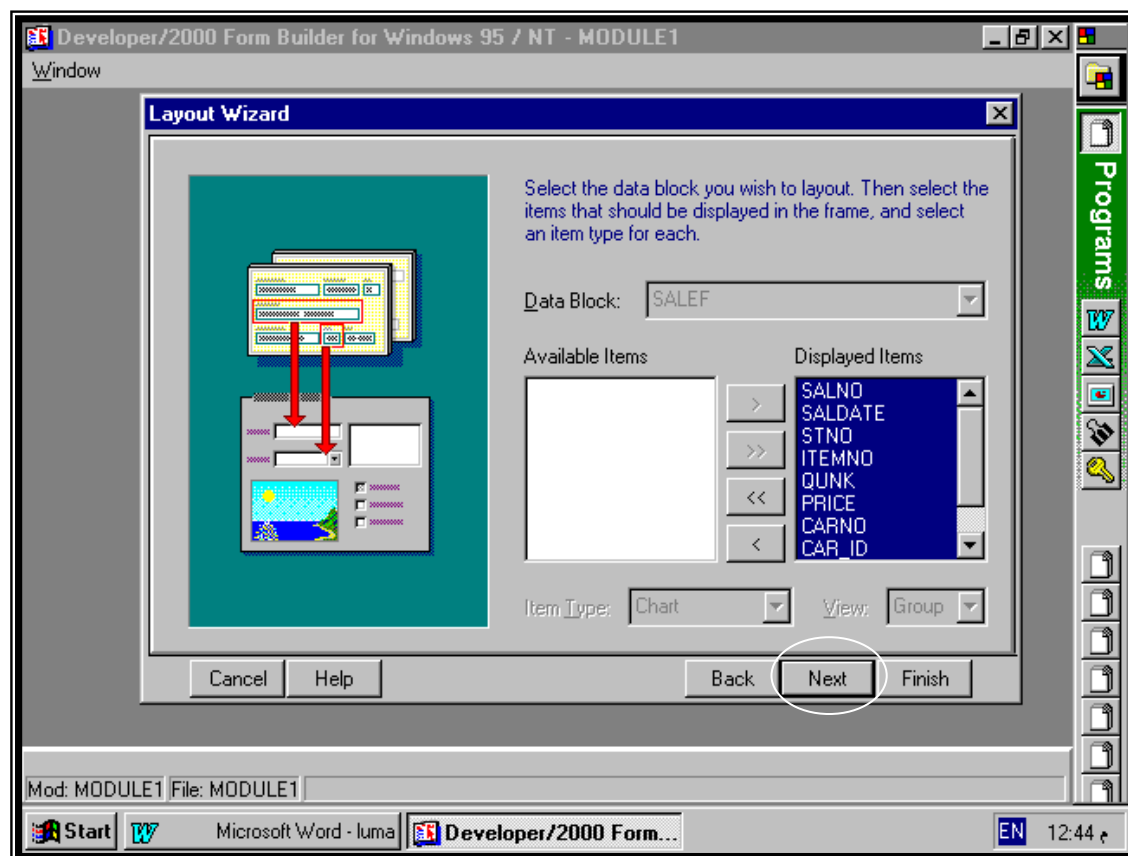 Developer/2000 Form Builder for Windows 95 / NT - MODULE1
Window
Layout Wizard
Select the data block you wish to layout. Then select the
items that should be displayed in the frame, and select
an item type for each.
Data Block: SALEF
Available Items
Displayed Items
SALNO
SALDATE
STNO
ITEMNO
QUNK
PRICE
CARNO
CAR_ID
>
>>
<<
<
Item Type: Chart View: Group
Cancel Help Back Next Finish
Programs
Mod: MODULE1 File: MODULE1
Start Microsoft Word - luma Developer/2000 Form... EN 12:44 م